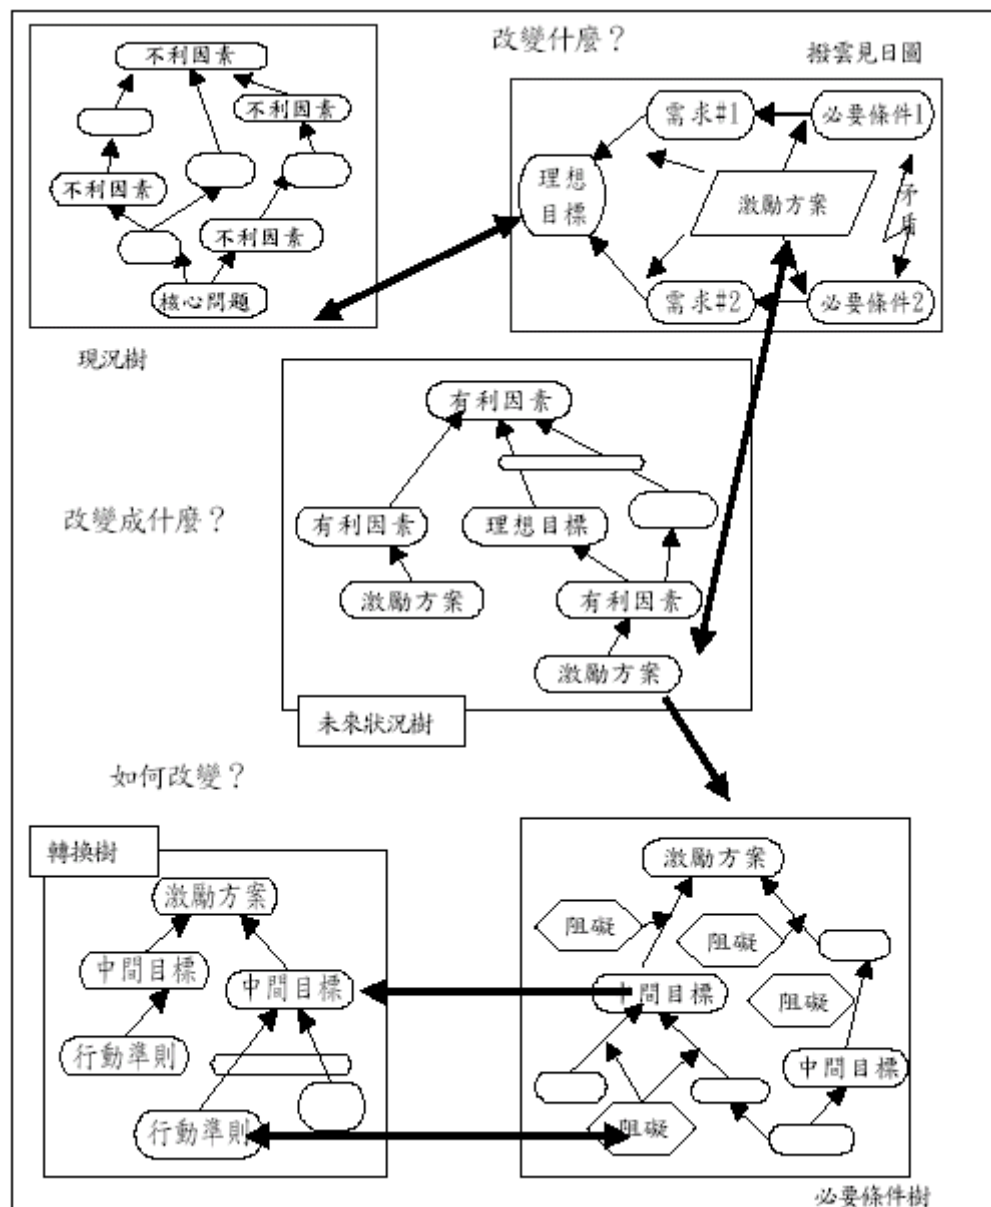 改變什麼？
不利因素
不利因素
不利因素
不利因素
核心問題
現況樹
撥雲見日圖
需求#1
必要條件1
理想
目標
激勵方案
矛
盾
需求#2
必要條件2
改變成什麼？
有利因素
有利因素
理想目標
激勵方案
有利因素
激勵方案
未來狀況樹
如何改變？
轉換樹
激勵方案
中間目標
中間目標
行動準則
行動準則
激勵方案
阻礙
阻礙
中間目標
阻礙
中間目標
阻礙
必要條件樹